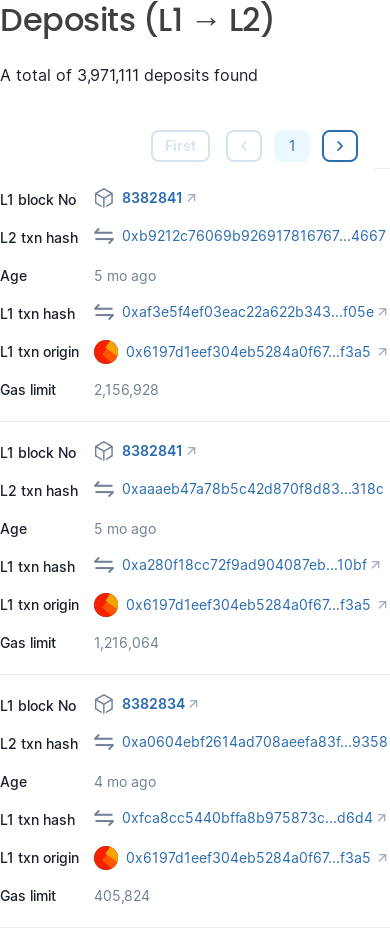 Deposits (L1 → L2)
A total of 3,971,111 deposits found
First 1
L1 block No 8382841
L2 txn hash 0xb9212c76069b926917816767...4667
Age 5 mo ago
L1 txn hash 0xaf3e5f4ef03eac22a622b343...f05e
L1 txn origin 0x6197d1eef304eb5284a0f67...f3a5
Gas limit 2,156,928
L1 block No 8382841
L2 txn hash 0xaaaeb47a78b5c42d870f8d83...318c
Age 5 mo ago
L1 txn hash 0xa280f18cc72f9ad904087eb...10bf
L1 txn origin 0x6197d1eef304eb5284a0f67...f3a5
Gas limit 1,216,064
L1 block No 8382834
L2 txn hash 0xa0604ebf2614ad708aeefa83f...9358
Age 4 mo ago
L1 txn hash 0xfca8cc5440bffa8b975873c...d6d4
L1 txn origin 0x6197d1eef304eb5284a0f67...f3a5
Gas limit 405,824